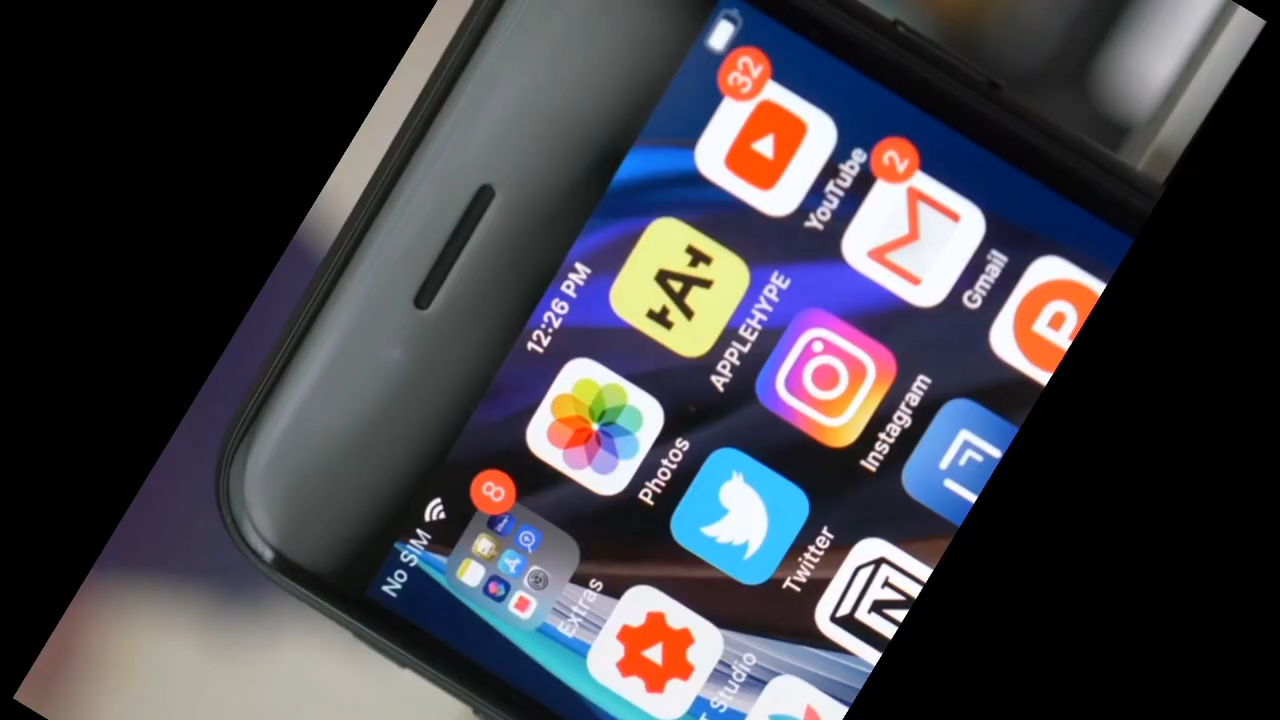 No SIM 12:26 PM
8 32
Extras Photos APPLEHYPE YouTube
2
Studio Twitter Instagram Gmail